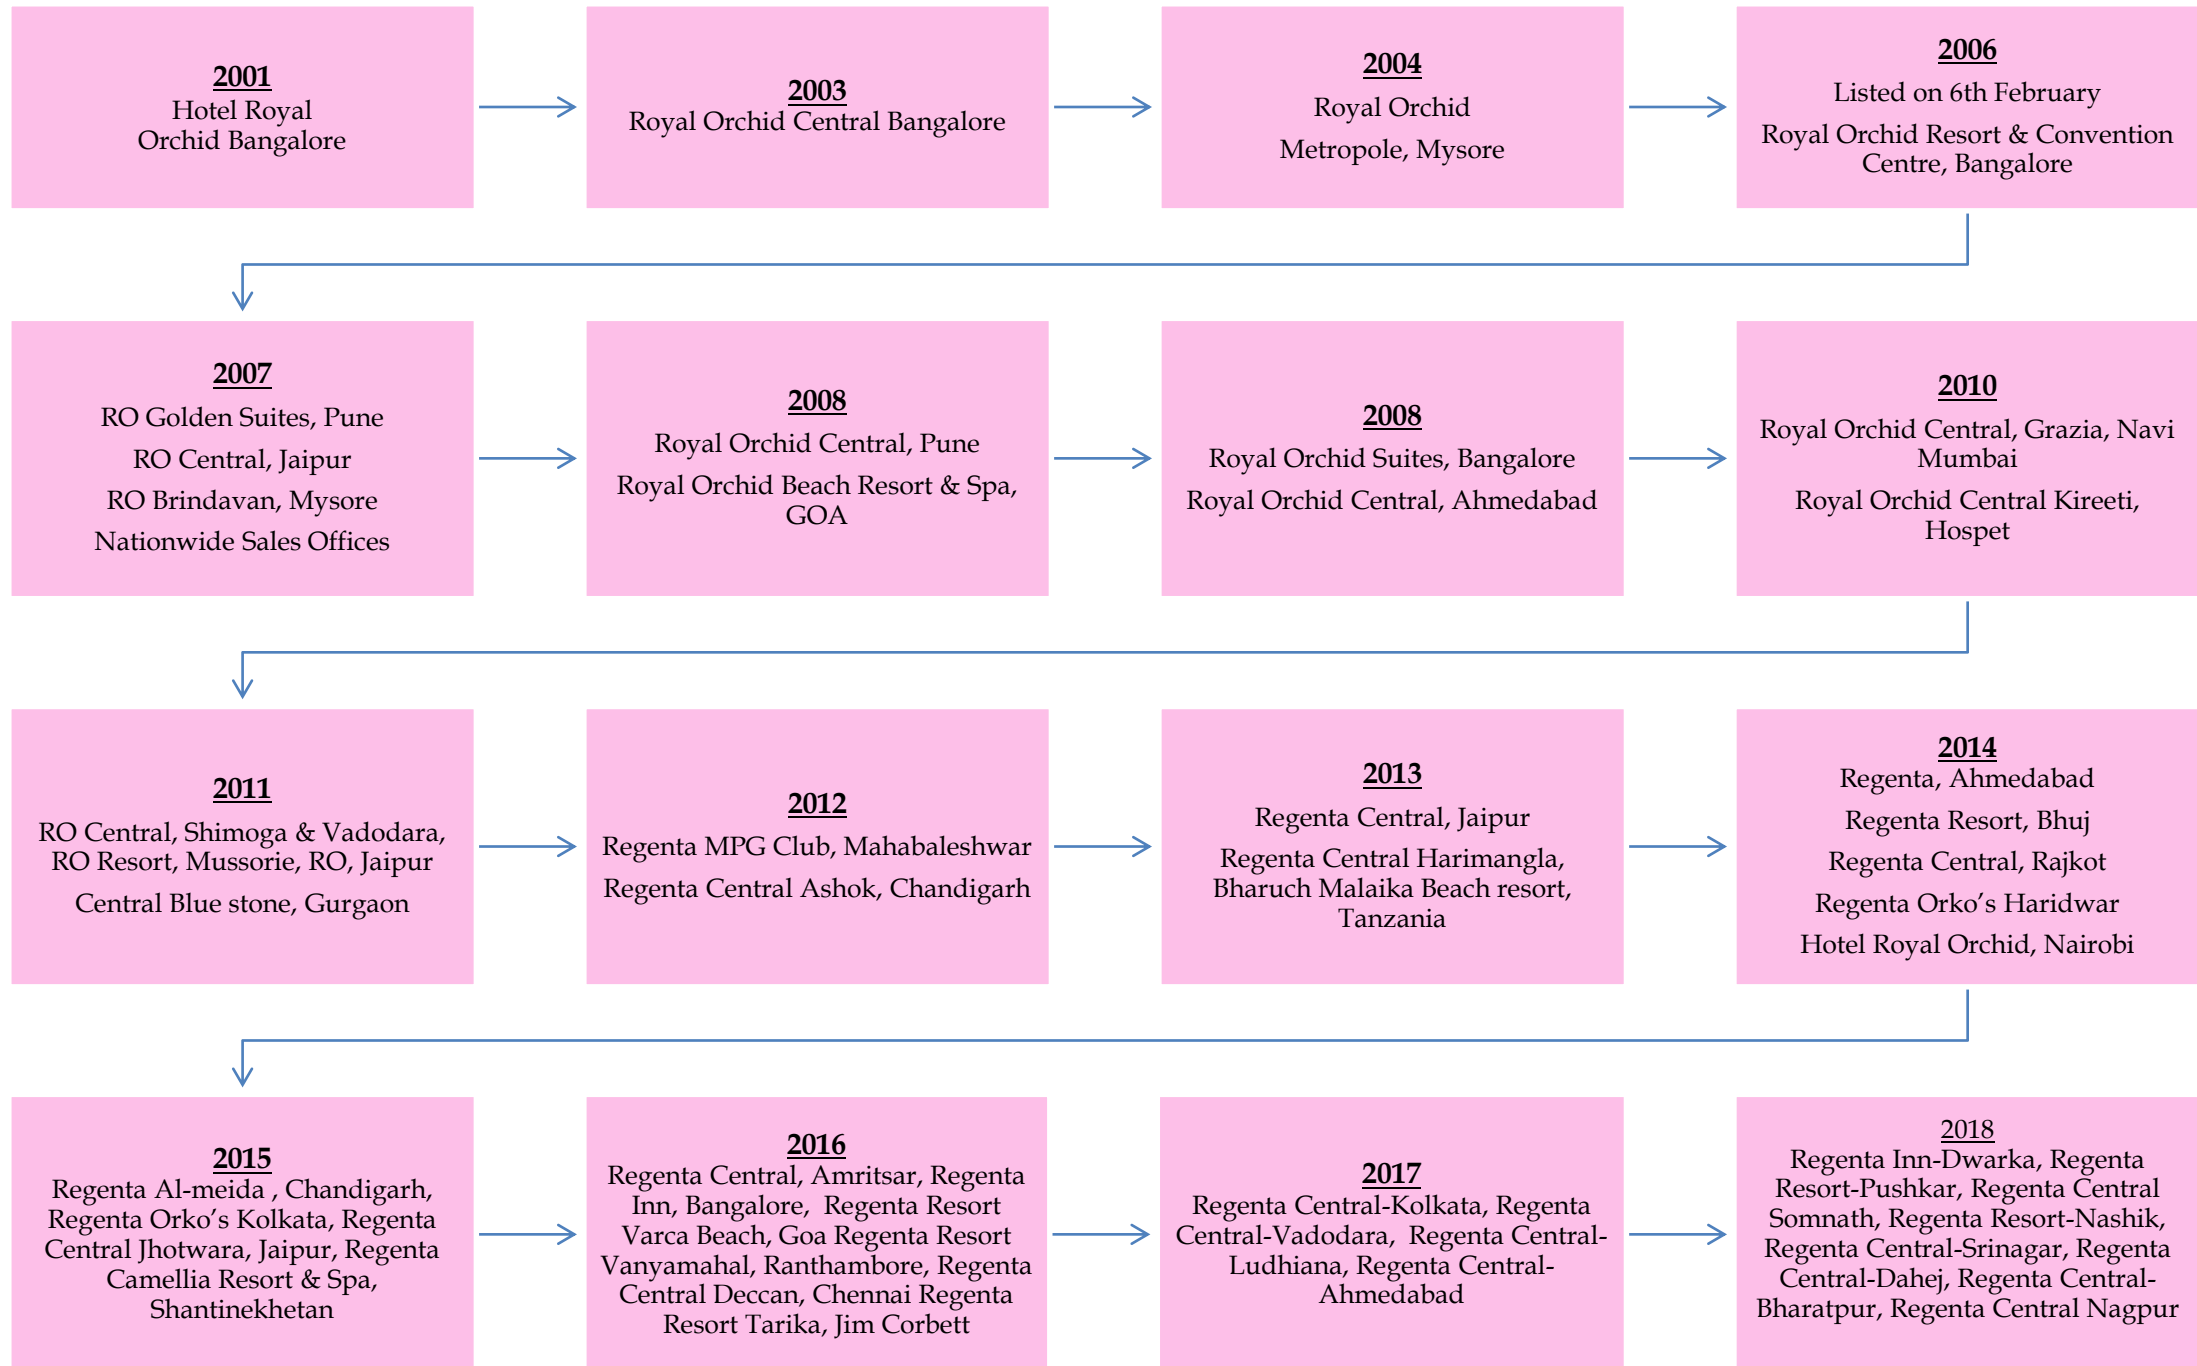 2001
Hotel Royal
Orchid Bangalore
2003
Royal Orchid Central Bangalore
2004
Royal Orchid
Metropole, Mysore
2006
Listed on 6th February
Royal Orchid Resort & Convention
Centre, Bangalore
2007
RO Golden Suites, Pune
RO Central, Jaipur
RO Brindavan, Mysore
Nationwide Sales Offices
2008
Royal Orchid Central, Pune
Royal Orchid Beach Resort & Spa,
GOA
2008
Royal Orchid Suites, Bangalore
Royal Orchid Central, Ahmedabad
2010
Royal Orchid Central, Grazia, Navi
Mumbai
Royal Orchid Central Kireeti,
Hospet
2011
RO Central, Shimoga & Vadodara,
RO Resort, Mussorie, RO, Jaipur
Central Blue stone, Gurgaon
2012
Regenta MPG Club, Mahabaleshwar
Regenta Central Ashok, Chandigarh
2013
Regenta Central, Jaipur
Regenta Central Harimangla,
Bharuch Malaika Beach resort,
Tanzania
2014
Regenta, Ahmedabad
Regenta Resort, Bhuj
Regenta Central, Rajkot
Regenta Orko’s Haridwar
Hotel Royal Orchid, Nairobi
2015
Regenta Al-meida , Chandigarh,
Regenta Orko’s Kolkata, Regenta
Central Jhotwara, Jaipur, Regenta
Camellia Resort & Spa,
Shantinekhetan
2016
Regenta Central, Amritsar, Regenta
Inn, Bangalore, Regenta Resort
Varca Beach, Goa Regenta Resort
Vanyamahal, Ranthambore, Regenta
Central Deccan, Chennai Regenta
Resort Tarika, Jim Corbett
2017
Regenta Central-Kolkata, Regenta
Central-Vadodara, Regenta Central-
Ludhiana, Regenta Central-
Ahmedabad
2018
Regenta Inn-Dwarka, Regenta
Resort-Pushkar, Regenta Central
Somnath, Regenta Resort-Nashik,
Regenta Central-Srinagar, Regenta
Central-Dahej, Regenta Central-
Bharatpur, Regenta Central Nagpur